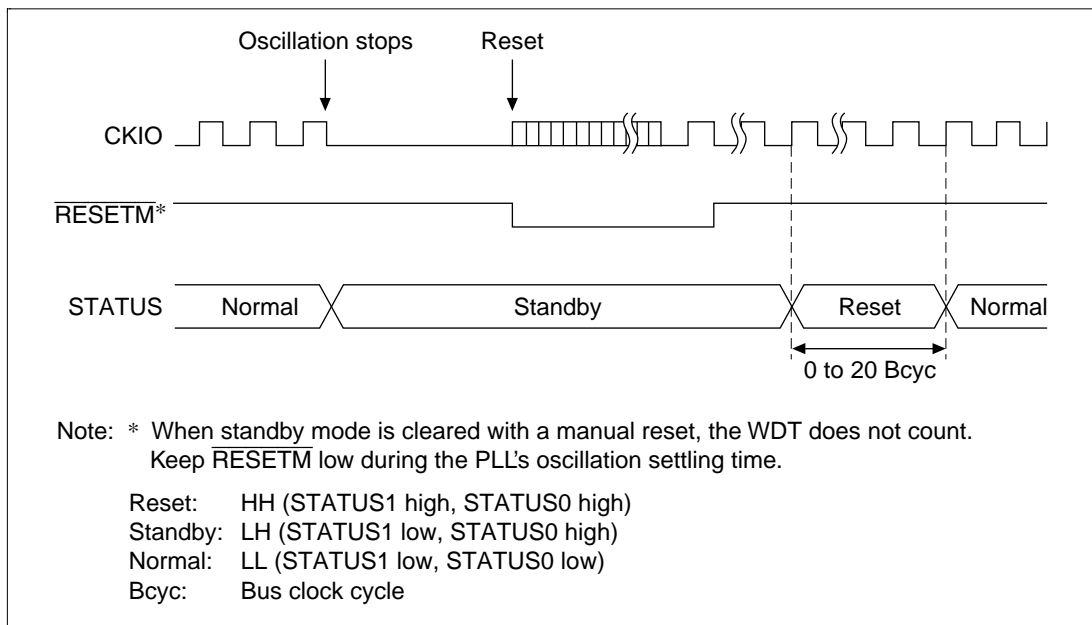 Oscillation stops Reset
CKIO
RESETM*
STATUS Normal Standby Reset Normal
0 to 20 Bcyc
Note: * When standby mode is cleared with a manual reset, the WDT does not count.
Keep RESETM low during the PLL's oscillation settling time.
Reset: HH (STATUS1 high, STATUS0 high)
Standby: LH (STATUS1 low, STATUS0 high)
Normal: LL (STATUS1 low, STATUS0 low)
Bcyc: Bus clock cycle